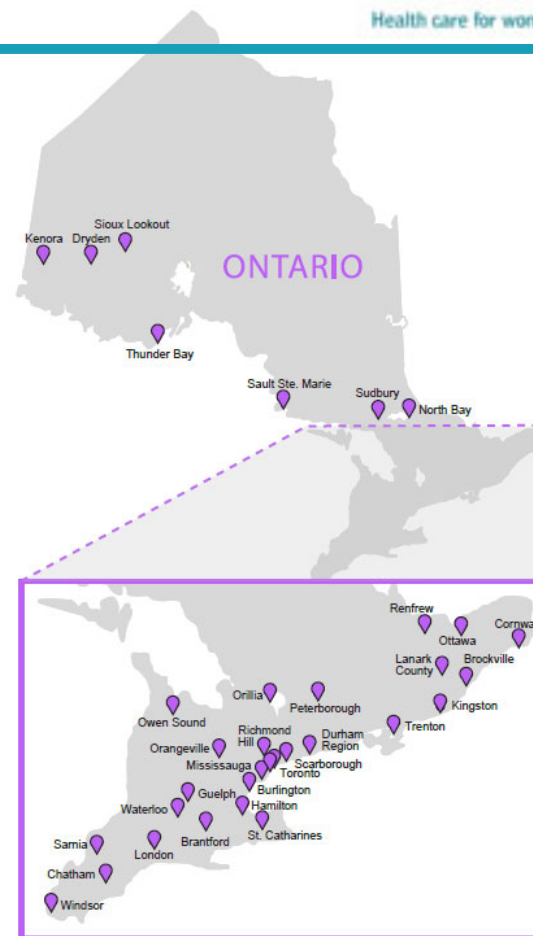 Health care for
Sioux Lookout
Kenora
Dryden
ONTARIO
Thunder Bay
Sault Ste. Marie
Sudbury
North Bay
Renfrew
Ottawa
Lanark
County
Brockville
Orillia
Peterborough
Kingston
Owen Sound
Trenton
Richmond
Hill
Durham
Region
Orangeville
Scarborough
Mississauga
Toronto
Burlington
Guelph
Waterloo
Hamilton
Brantford
St. Catharines
Sarnia
London
Chatham
Windsor